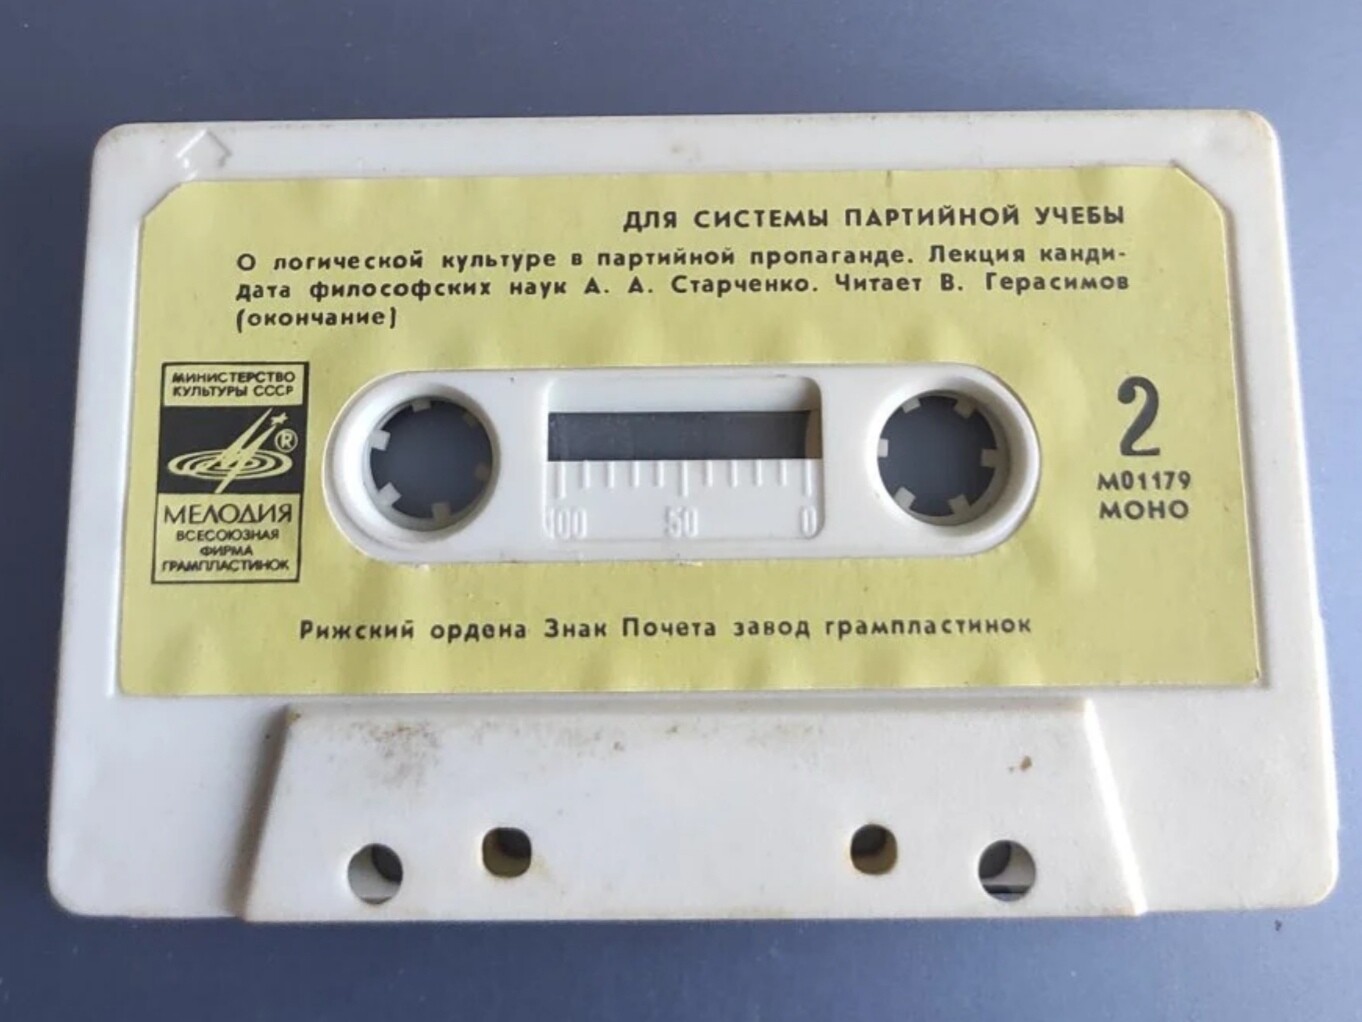 ДЛЯ СИСТЕМЫ ПАРТИЙНОЙ УЧЕБЫ
О логической культуре в партийной пропаганде. Лекция канди-
дата философских наук А. А. Старченко. Читает В. Герасимов
(окончание)
МИНИСТЕРСТВО
КУЛЬТУРЫ СССР
®
МЕЛОДИЯ
ВСЕСОЮЗНАЯ
ФИРМА
ГРАМПЛАСТИНОК
100 50 0
2
М01179
МОНО
Рижский ордена Знак Почета завод грампластинок